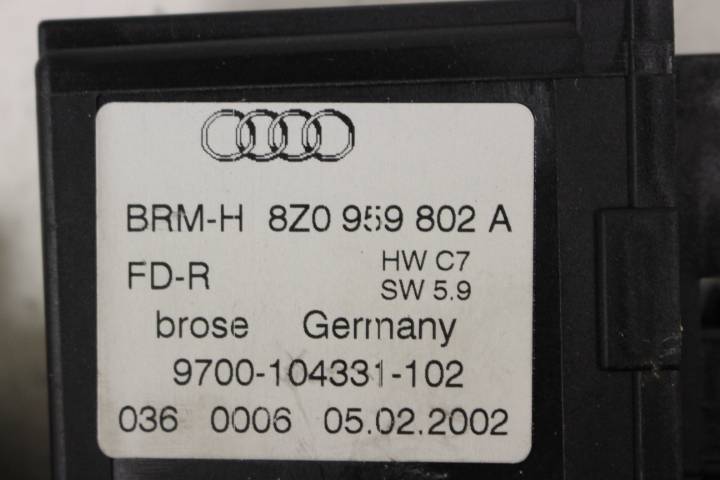 BRM-H 8Z0 959 802 A
FD-R HW C7
SW 5.9
brose Germany
9700-104331-102
036 0006 05.02.2002